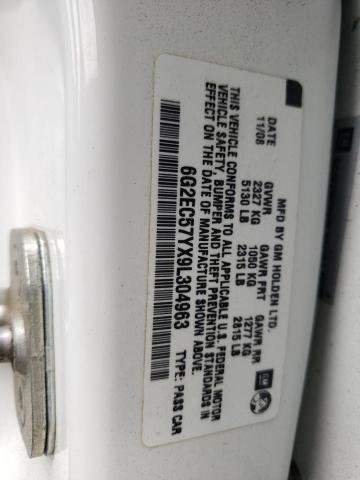 MFD BY GM HOLDEN LTD.
DATE GVWR GAWR FRT GAWR RR
11/08 2327 KG 1050 KG 1277 KG
5130 LB 2315 LB 2815 LB
GM
THIS VEHICLE CONFORMS TO ALL APPLICABLE U.S. FEDERAL MOTOR
VEHICLE SAFETY, BUMPER AND THEFT PREVENTION STANDARDS IN
EFFECT ON THE DATE OF MANUFACTURE SHOWN ABOVE.
6G2EC57YX9L304963 TYPE: PASS CAR